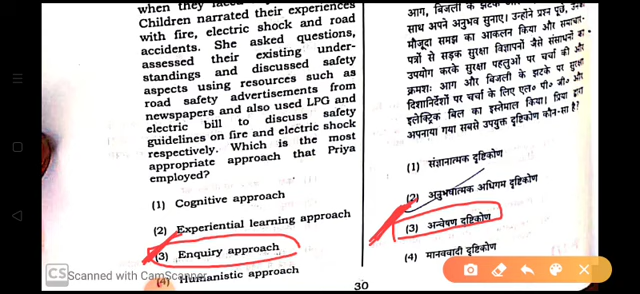 when they
Children narrated their experiences
with fire, electric shock and road
accidents. She asked questions,
assessed their existing under-
standings and discussed safety
aspects using resources such as
road safety advertisements from
newspapers and also used LPG and
electric bill to discuss safety
guidelines on fire and electric shock
respectively. Which is the most
appropriate approach that Priya
employed?
(1) Cognitive approach
(2) Experiential learning approach
(3) Enquiry approach
(4) Humanistic approach
आग, बिजली के झटके
साथ अपने अनुभव सुनाए। उन्होंने प्रश्न पूछे, उनके
मौजूदा समझ का आकलन किया और समाचार-
पत्रों से सड़क सुरक्षा विज्ञापनों जैसे संसाधनों का
उपयोग करके सुरक्षा पहलुओं पर चर्चा की और
क्रमशः आग और बिजली के झटके पर सुरक्षा
दिशानिर्देशों पर चर्चा के लिए एल० पी० जी० और
इलेक्ट्रिक बिल का इस्तेमाल किया। प्रिया द्वारा
अपनाया गया सबसे उपयुक्त दृष्टिकोण कौन-सा है?
(1) संज्ञानात्मक दृष्टिकोण
(2) अनुभवात्मक अधिगम दृष्टिकोण
(3) अन्वेषण दृष्टिकोण
(4) मानववादी दृष्टिकोण
30
CS Scanned with CamScanner